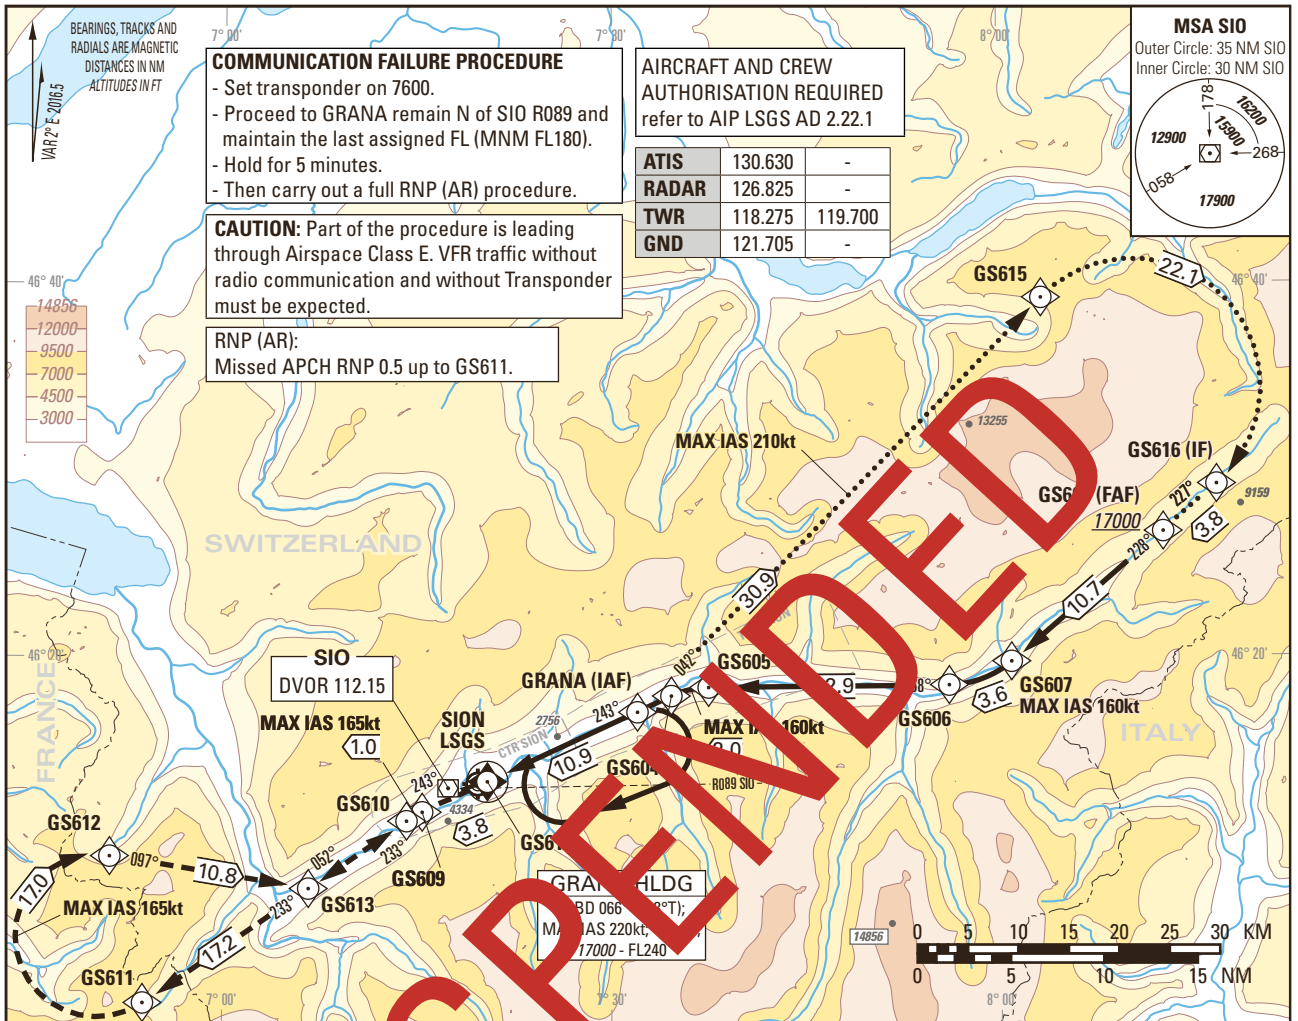 BEARINGS, TRACKS AND
RADIALS ARE MAGNETIC
DISTANCES IN NM
ALTITUDES IN FT
VAR 2° E 2016.5
7° 00'
7° 30'
8° 00'
COMMUNICATION FAILURE PROCEDURE
- Set transponder on 7600.
- Proceed to GRANA remain N of SIO R089 and
maintain the last assigned FL (MNM FL180).
- Hold for 5 minutes.
- Then carry out a full RNP (AR) procedure.
CAUTION: Part of the procedure is leading
through Airspace Class E. VFR traffic without
radio communication and without Transponder
must be expected.
RNP (AR):
Missed APCH RNP 0.5 up to GS611.
AIRCRAFT AND CREW
AUTHORISATION REQUIRED
refer to AIP LSGS AD 2.22.1
ATIS 130.630 -
RADAR 126.825 -
TWR 118.275 119.700
GND 121.705 -
MSA SIO
Outer Circle: 35 NM SIO
Inner Circle: 30 NM SIO
178
16200
15900
12900
268
058
17900
46° 40'
46° 40'
14856
12000
9500
7000
4500
3000
GS615
22.1
13255
MAX IAS 210kt
GS616 (IF)
227°
9159
3.8
(FAF)
17000
228°
10.7
SWITZERLAND
30.9
46° 20'
46° 20'
FRANCE
ITALY
SIO
DVOR 112.15
GRANA (IAF)
042°
GS605
GS606
3.6
GS607
MAX IAS 160kt
MAX IAS 165kt
1.0
SION
LSGS
2756
243°
CTR SION
10.9
GS604
R089 SIO
243°
GS610
4334
3.8
233°
052°
GS609
GS612
097°
10.8
GS613
233°
17.0
MAX IAS 165kt
17.2
GS611
HLDG
MAX IAS 220kt,
17000 - FL240
14856
0 5 10 15 20 25 30 KM
0 5 10 15 NM
7° 00'
7° 30'
8° 00'
SPENDED